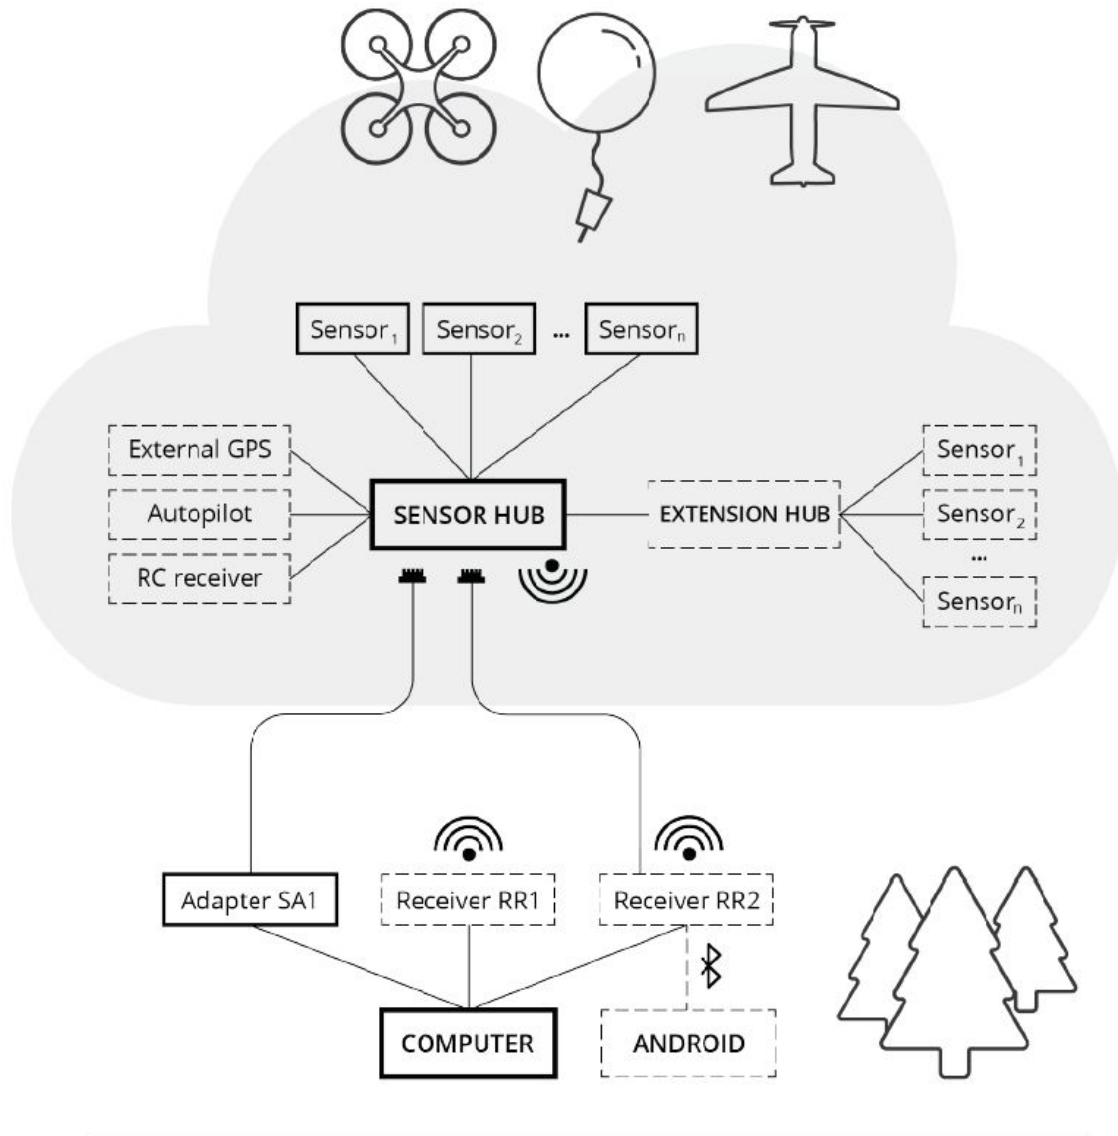 Sensor1 Sensor2 ... Sensorn
External GPS
Autopilot
RC receiver
SENSOR HUB
EXTENSION HUB
Sensor1
Sensor2
...
Sensorn
Adapter SA1
Receiver RR1
Receiver RR2
COMPUTER
ANDROID